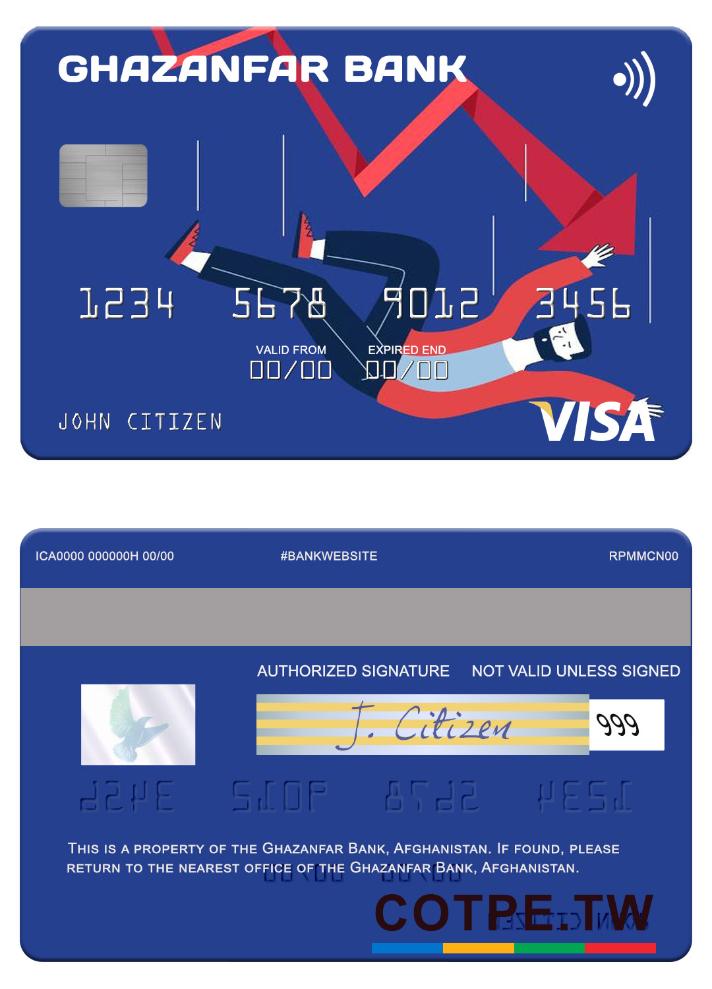 GHAZANFAR BANK
1234 5678 9012 3456
VALID FROM EXPIRED END
00/00 00/00
JOHN CITIZEN
VISA
ICA0000 000000H 00/00 #BANKWEBSITE RPMMCN00
AUTHORIZED SIGNATURE NOT VALID UNLESS SIGNED
J. Citizen 999
THIS IS A PROPERTY OF THE GHAZANFAR BANK, AFGHANISTAN. IF FOUND, PLEASE
RETURN TO THE NEAREST OFFICE OF THE GHAZANFAR BANK, AFGHANISTAN.
COTPE.TW